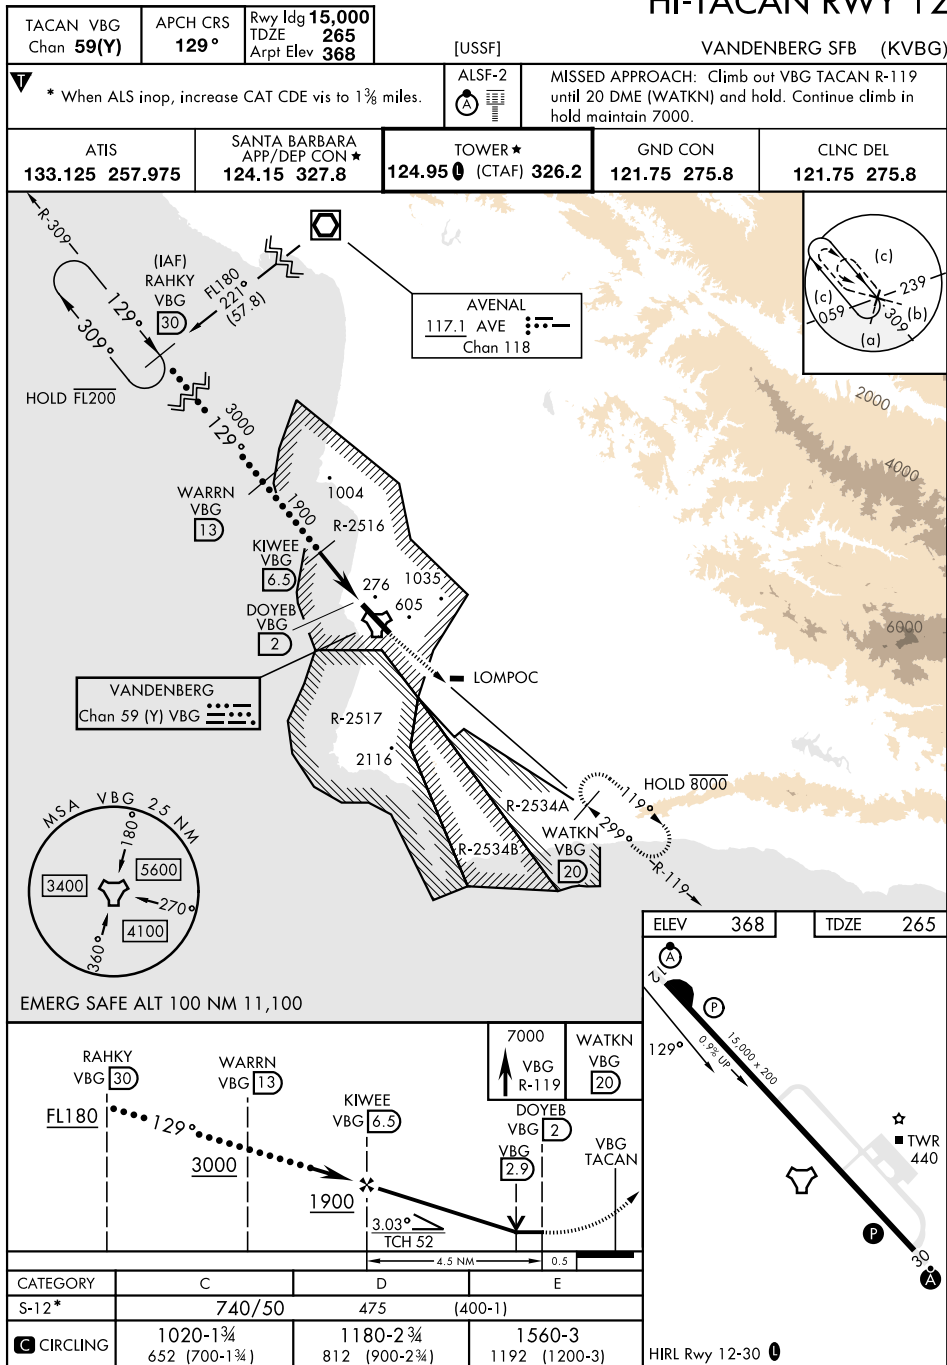 HI-TACAN RWY 12
TACAN VBG
Chan 59(Y)
APCH CRS
129°
Rwy ldg 15,000
TDZE 265
Arpt Elev 368
[USSF]
VANDENBERG SFB (KVBG)
T
* When ALS inop, increase CAT CDE vis to 1⅜ miles.
ALSF-2
A
MISSED APPROACH: Climb out VBG TACAN R-119
until 20 DME (WATKN) and hold. Continue climb in
hold maintain 7000.
ATIS
133.125 257.975
SANTA BARBARA
APP/DEP CON ★
124.15 327.8
TOWER ★
124.95 L (CTAF) 326.2
GND CON
121.75 275.8
CLNC DEL
121.75 275.8
R-309
(IAF)
RAHKY
VBG
30
129°
309°
HOLD FL200
FL180
221°
(57.8)
AVENAL
117.1 AVE
Chan 118
(c)
(c)
239
059
309
(b)
(a)
2000
4000
6000
3000
129°
WARRN
VBG
13
1900
1004
R-2516
KIWEE
VBG
6.5
276
1035
605
DOYEB
VBG
2
LOMPOC
VANDENBERG
Chan 59 (Y) VBG
R-2517
2116
R-2534A
R-2534B
WATKN
VBG
20
HOLD 8000
119°
299°
R-119
MSA VBG 25 NM
180°
5600
3400
270°
4100
360°
EMERG SAFE ALT 100 NM 11,100
ELEV 368
TDZE 265
A
12
P
129°
0.9% UP
15,000 x 200
TWR
440
P
30
A
HIRL Rwy 12-30 L
7000
VBG
R-119
WATKN
VBG
20
RAHKY
VBG 30
WARRN
VBG 13
KIWEE
VBG 6.5
DOYEB
VBG 2
VBG
2.9
VBG
TACAN
FL180
129°
3000
1900
3.03°
TCH 52
4.5 NM
0.5
CATEGORY C D E
S-12* 740/50 475 (400-1)
C CIRCLING
1020-1¾
652 (700-1¾)
1180-2¾
812 (900-2¾)
1560-3
1192 (1200-3)